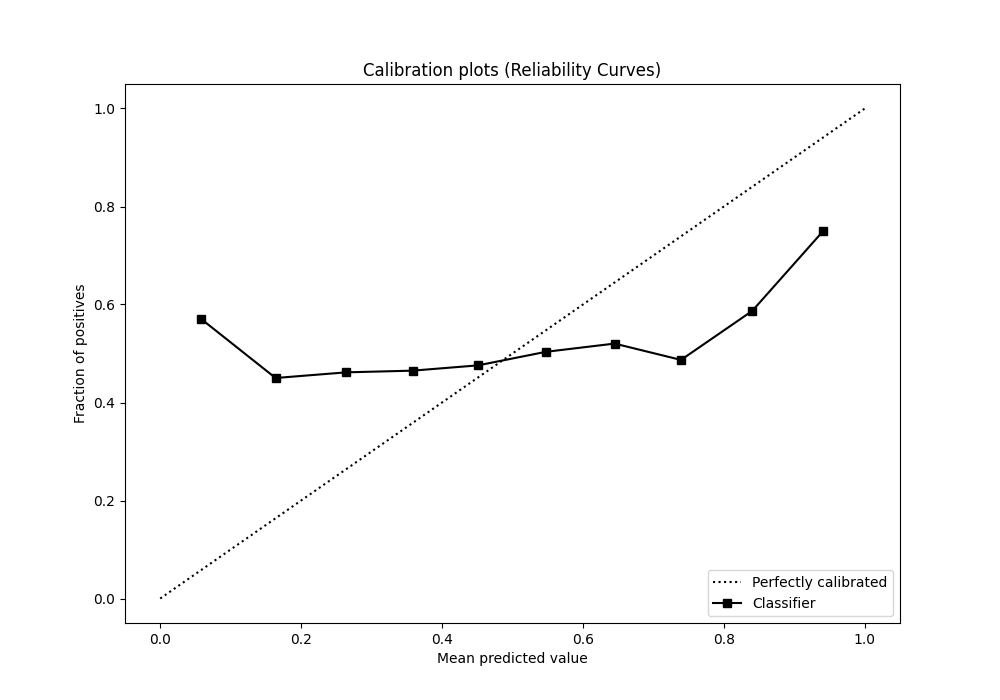 Calibration plots (Reliability Curves)
1.0
0.8
0.6
0.4
0.2
0.0
Fraction of positives
0.0 0.2 0.4 0.6 0.8 1.0
Mean predicted value
Perfectly calibrated
Classifier